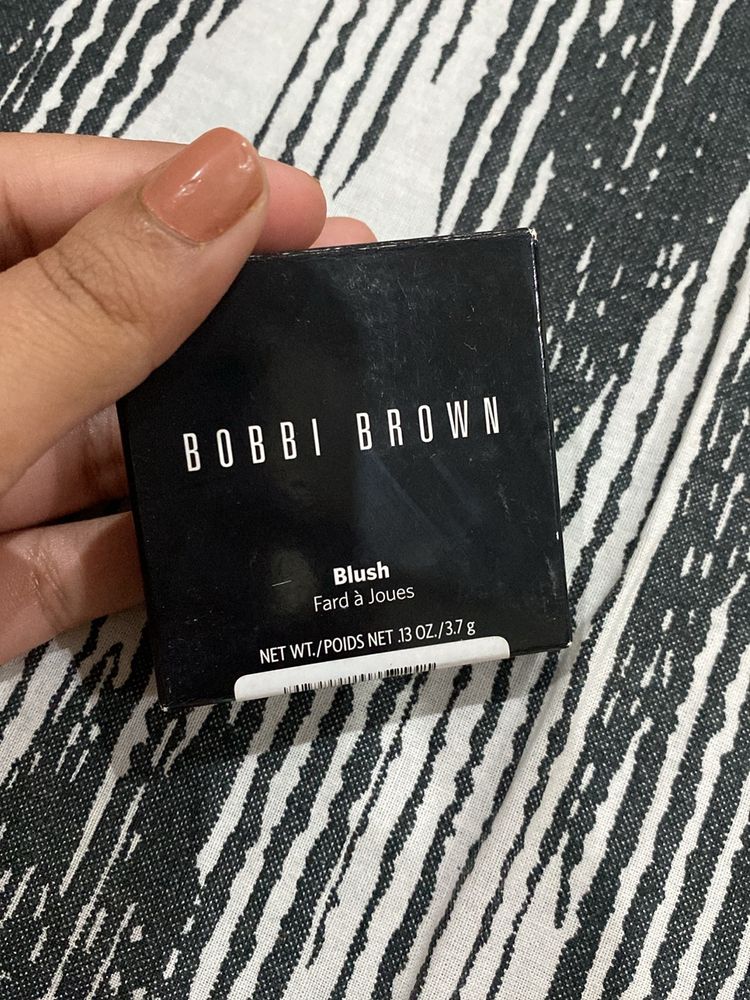 BOBBI BROWN
Blush
Fard à Joues
NET WT./POIDS NET .13 OZ./3.7 g